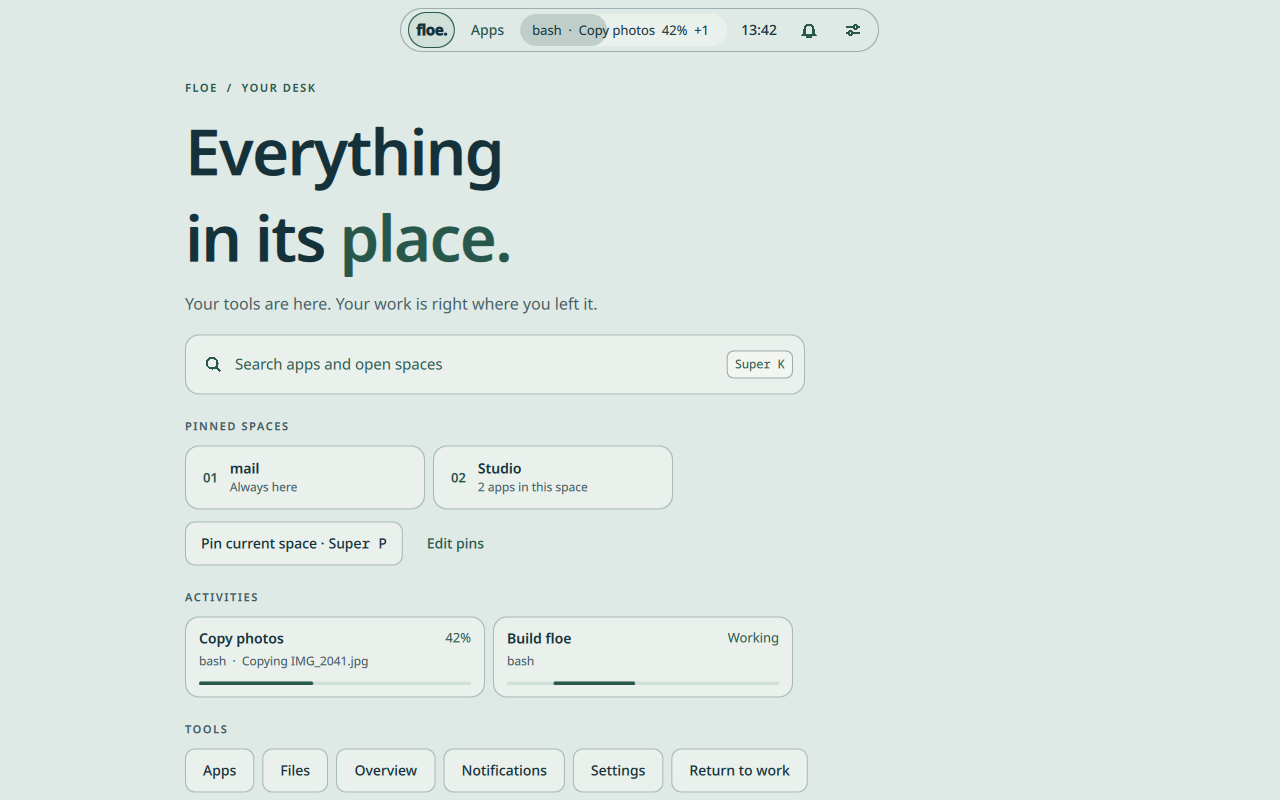 floe. Apps bash · Copy photos 42% +1 13:42
FLOE / YOUR DESK
Everything
in its place.
Your tools are here. Your work is right where you left it.
Search apps and open spaces Super K
PINNED SPACES
01 mail
Always here
02 Studio
2 apps in this space
Pin current space · Super P Edit pins
ACTIVITIES
Copy photos 42%
bash · Copying IMG_2041.jpg
Build floe Working
bash
TOOLS
Apps Files Overview Notifications Settings Return to work